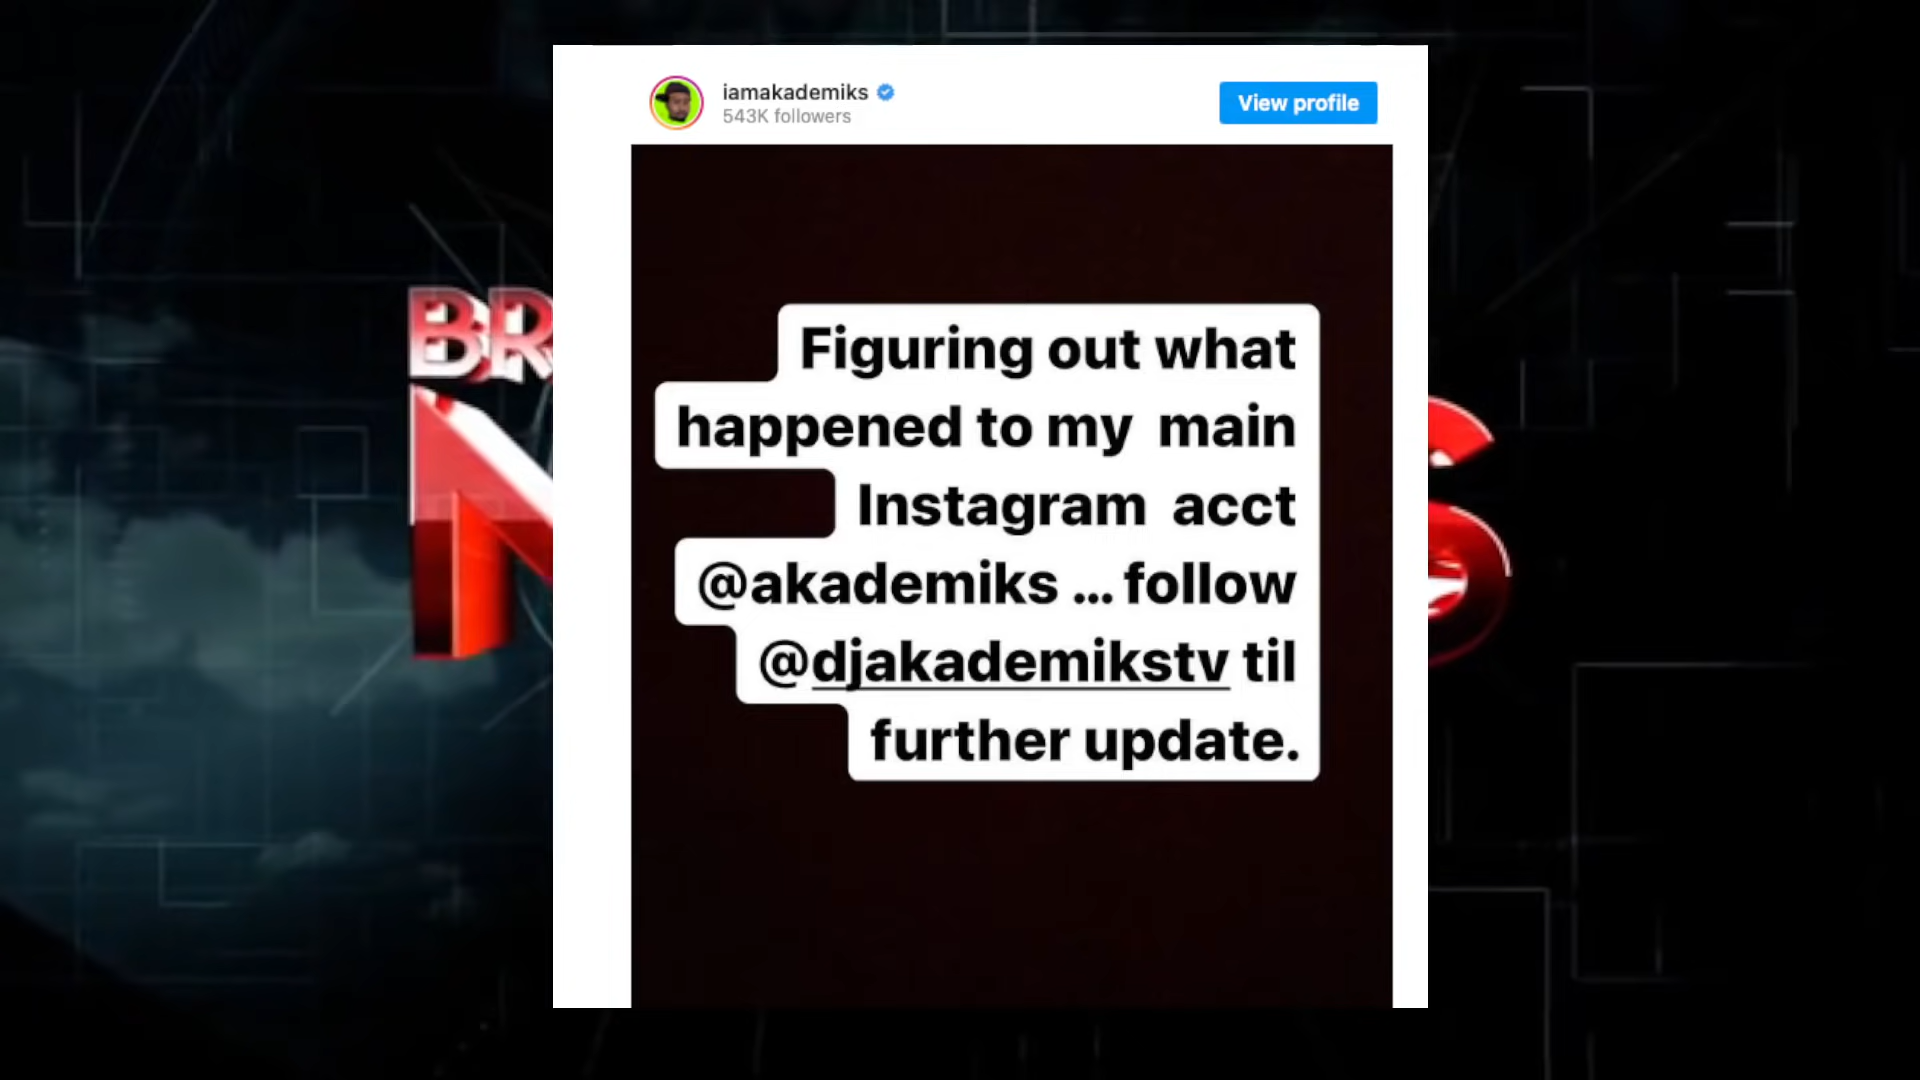 iamakademiks
543K followers
View profile
BR
N
S
Figuring out what
happened to my main
Instagram acct
@akademiks ... follow
@djakademikstv til
further update.